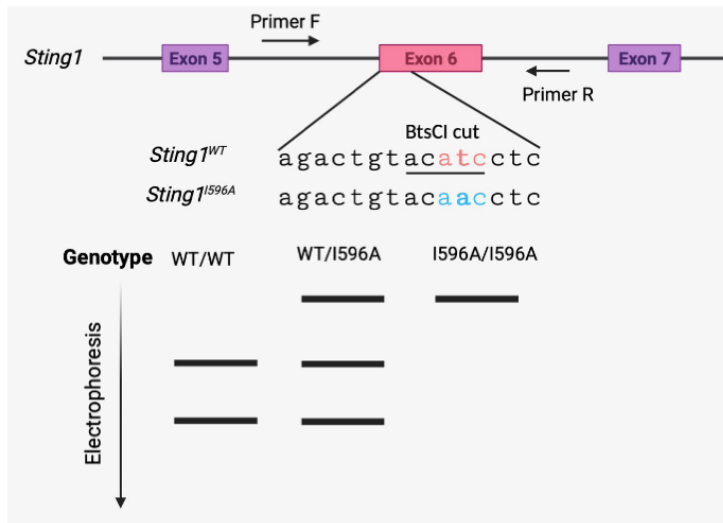 Primer F
Sting1 Exon 5 Exon 6 Exon 7
Primer R
BtsCI cut
Sting1WT agactgtacatcctc
Sting1I596A agactgtacaacctc
Genotype WT/WT WT/I596A I596A/I596A
Electrophoresis